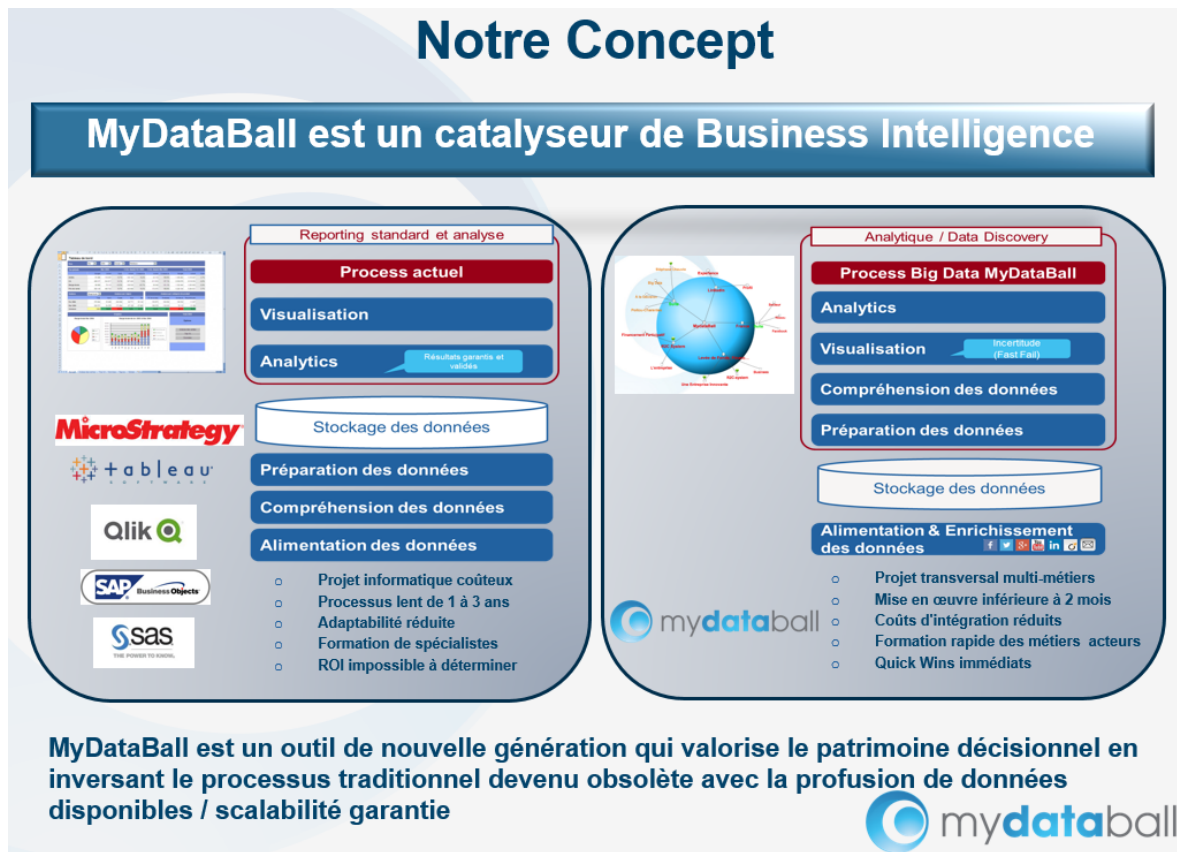 Notre Concept
MyDataBall est un catalyseur de Business Intelligence
Reporting standard et analyse
Process actuel
Visualisation
Analytics
Résultats garantis et
validés
Stockage des données
Préparation des données
Compréhension des données
Alimentation des données
Tableau de bord
MicroStrategy
+ableau
SOFTWARE
Qlik
SAP BusinessObjects
sas
THE POWER TO KNOW.
o Projet informatique coûteux
o Processus lent de 1 à 3 ans
o Adaptabilité réduite
o Formation de spécialistes
o ROI impossible à déterminer
Analytique / Data Discovery
Process Big Data MyDataBall
Analytics
Visualisation
Incertitude
(Fast Fail)
Compréhension des données
Préparation des données
Stockage des données
Alimentation & Enrichissement
des données
MyDataBall
mydataball
o Projet transversal multi-métiers
o Mise en œuvre inférieure à 2 mois
o Coûts d'intégration réduits
o Formation rapide des métiers acteurs
o Quick Wins immédiats
MyDataBall est un outil de nouvelle génération qui valorise le patrimoine décisionnel en
inversant le processus traditionnel devenu obsolète avec la profusion de données
disponibles / scalabilité garantie
mydataball